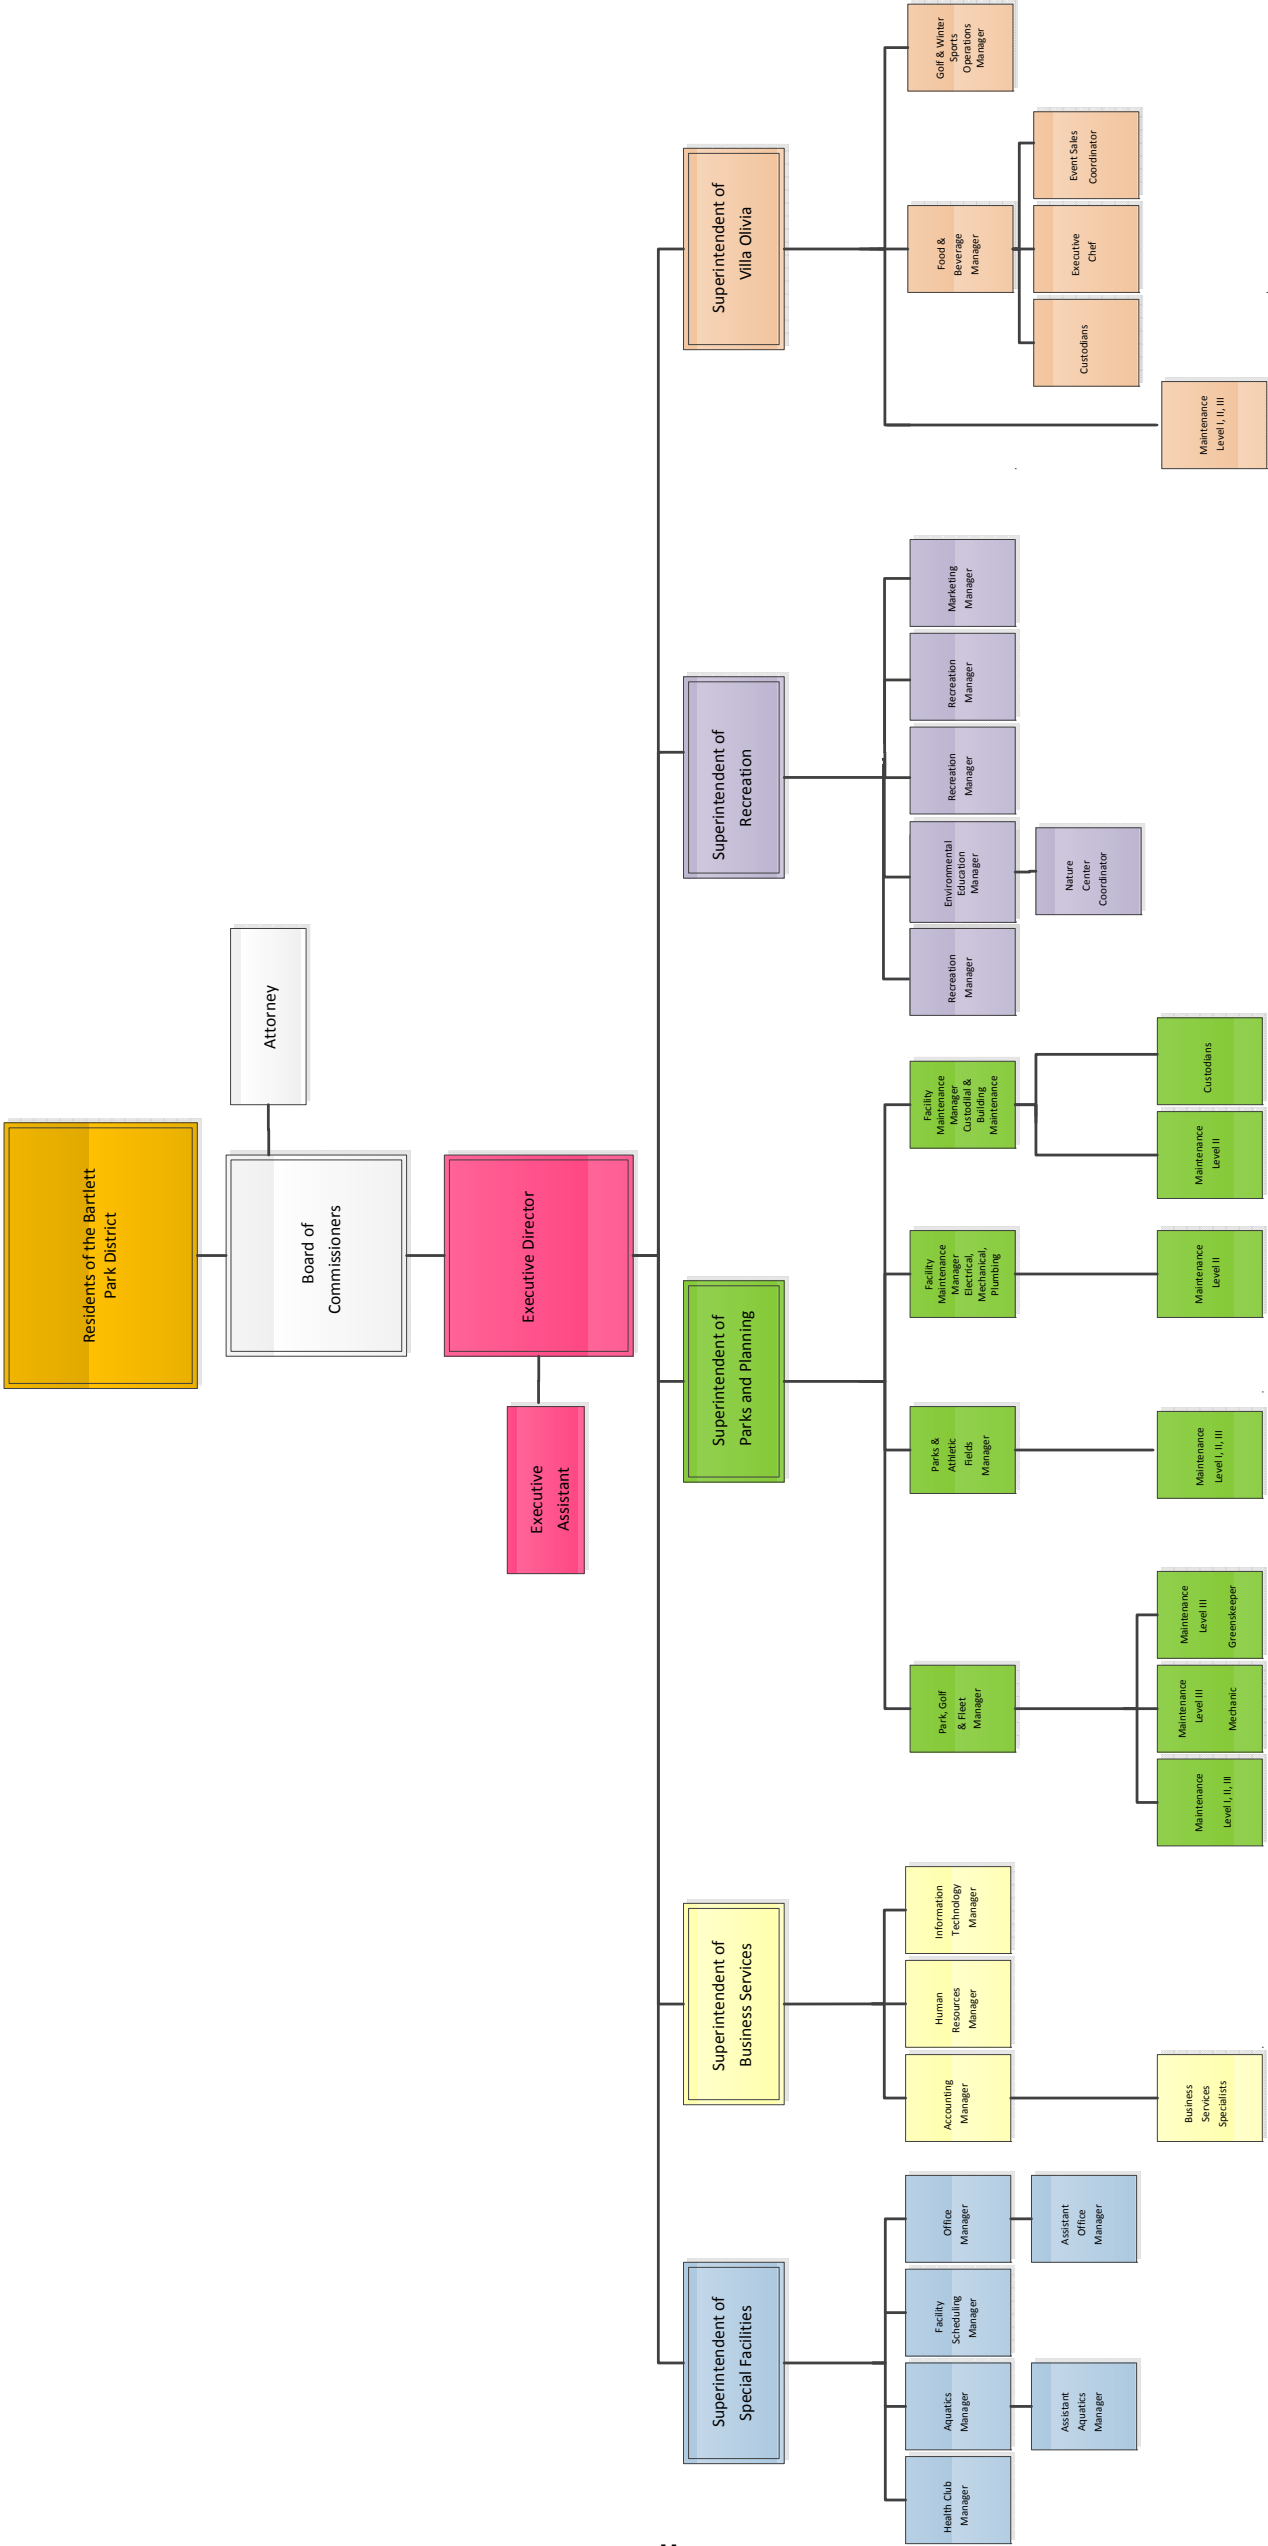 Residents of the Bartlett
Park District
Board of
Commissioners
Attorney
Executive Director
Executive
Assistant
Superintendent of
Special Facilities
Superintendent of
Business Services
Superintendent of
Parks and Planning
Superintendent of
Recreation
Superintendent of
Villa Olivia
Health Club
Manager
Aquatics
Manager
Facility
Scheduling
Manager
Office
Manager
Assistant
Aquatics
Manager
Assistant
Office
Manager
Accounting
Manager
Human
Resources
Manager
Information
Technology
Manager
Business
Services
Specialists
Park, Golf
& Fleet
Manager
Parks &
Athletic
Fields
Manager
Facility
Maintenance
Manager
Electrical,
Mechanical,
Plumbing
Facility
Maintenance
Manager
Custodilal &
Building
Maintenance
Maintenance
Level I, II, III
Maintenance
Level III
Mechanic
Maintenance
Level III
Greenskeeper
Maintenance
Level I, II, III
Maintenance
Level II
Maintenance
Level II
Custodians
Recreation
Manager
Environmental
Education
Manager
Recreation
Manager
Recreation
Manager
Marketing
Manager
Nature
Center
Coordinator
Food &
Beverage
Manager
Golf & Winter
Sports
Operations
Manager
Custodians
Executive
Chef
Event Sales
Coordinator
Maintenance
Level I, II, III